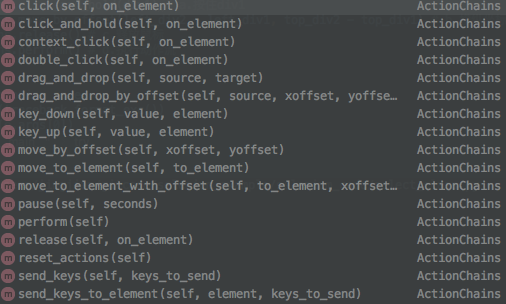 click(self, on_element) ActionChains
m click_and_hold(self, on_element) ActionChains
m context_click(self, on_element) ActionChains
m double_click(self, on_element) ActionChains
m drag_and_drop(self, source, target) ActionChains
m drag_and_drop_by_offset(self, source, xoffset, yoffse… ActionChains
m key_down(self, value, element) ActionChains
m key_up(self, value, element) ActionChains
m move_by_offset(self, xoffset, yoffset) ActionChains
m move_to_element(self, to_element) ActionChains
m move_to_element_with_offset(self, to_element, xoffset… ActionChains
m pause(self, seconds) ActionChains
m perform(self) ActionChains
m release(self, on_element) ActionChains
m reset_actions(self) ActionChains
m send_keys(self, keys_to_send) ActionChains
m send_keys_to_element(self, element, keys_to_send) ActionChains